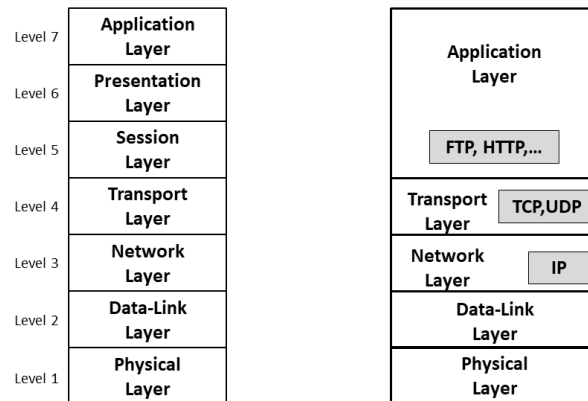 Level 7
Application
Layer
Level 6
Presentation
Layer
Level 5
Session
Layer
Level 4
Transport
Layer
Level 3
Network
Layer
Level 2
Data-Link
Layer
Level 1
Physical
Layer
Application
Layer
FTP, HTTP,...
Transport
Layer
TCP,UDP
Network
Layer
IP
Data-Link
Layer
Physical
Layer